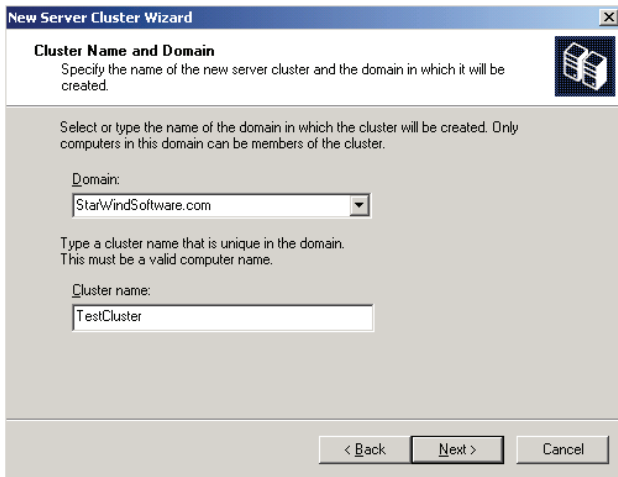 New Server Cluster Wizard
Cluster Name and Domain
Specify the name of the new server cluster and the domain in which it will be
created.
Select or type the name of the domain in which the cluster will be created. Only
computers in this domain can be members of the cluster.
Domain:
StarWindSoftware.com
Type a cluster name that is unique in the domain.
This must be a valid computer name.
Cluster name:
TestCluster
< Back Next > Cancel